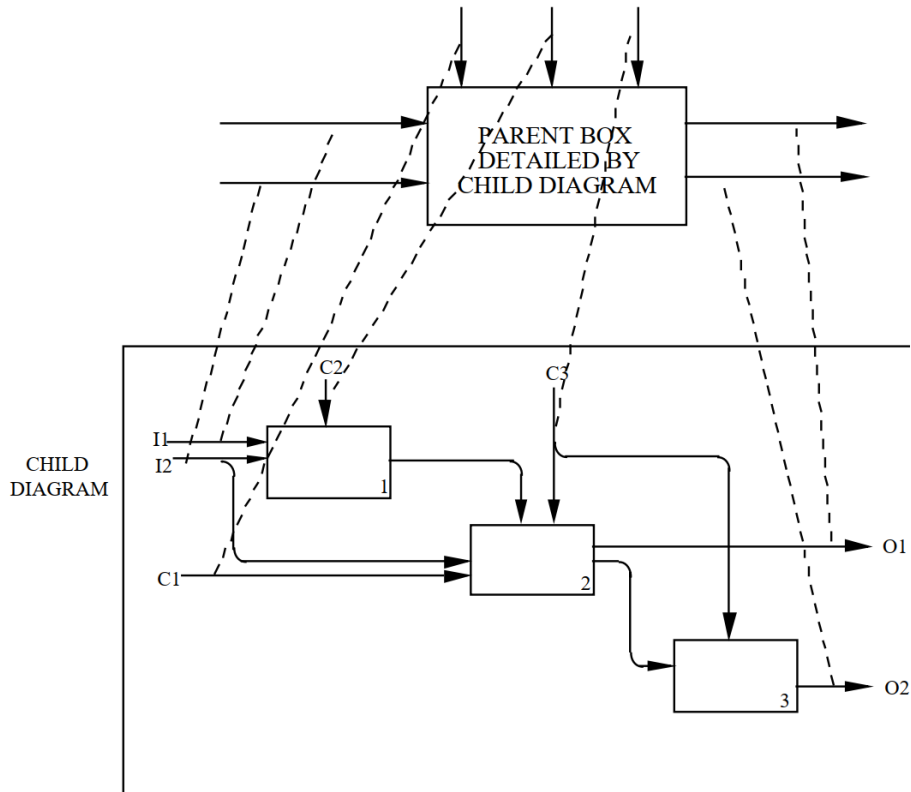 PARENT BOX
DETAILED BY
CHILD DIAGRAM
C2
C3
I1
I2
CHILD
DIAGRAM
1
C1
2
O1
3
O2